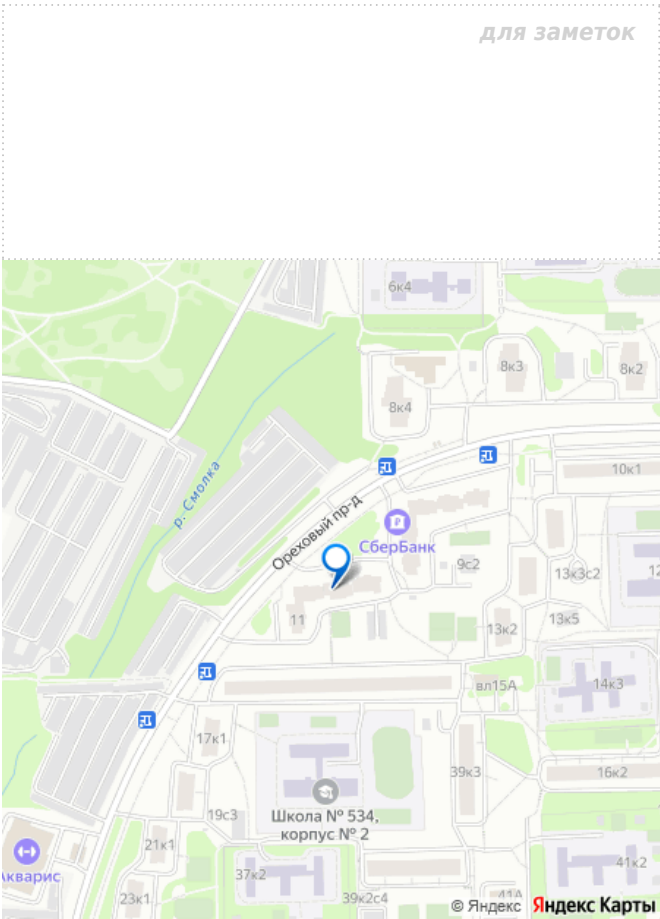 для заметок
6к4
8к3
8к2
8к4
10к1
р. Смолка
Ореховый пр-д
СберБанк
9с2
13к3с2
12
13к5
11
13к2
вл15А
14к3
17к1
39к3
16к2
19с3
Школа № 534,
корпус № 2
21к1
Акварис
37к2
41к2
23к1
39к2с4
41А
© Яндекс Яндекс Карты